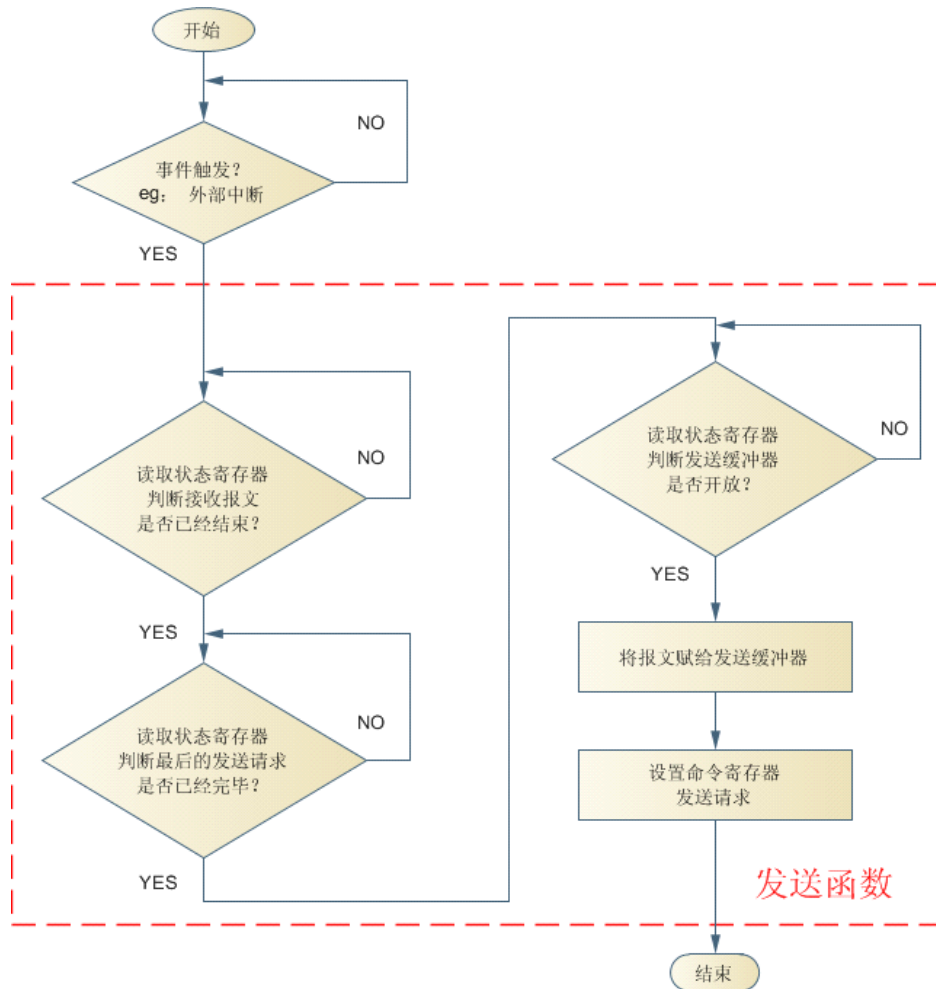 开始
NO
事件触发？
eg： 外部中断
YES
NO
读取状态寄存器
判断接收报文
是否已经结束？
YES
NO
读取状态寄存器
判断最后的发送请求
是否已经完毕？
YES
NO
读取状态寄存器
判断发送缓冲器
是否开放？
YES
将报文赋给发送缓冲器
设置命令寄存器
发送请求
发送函数
结束